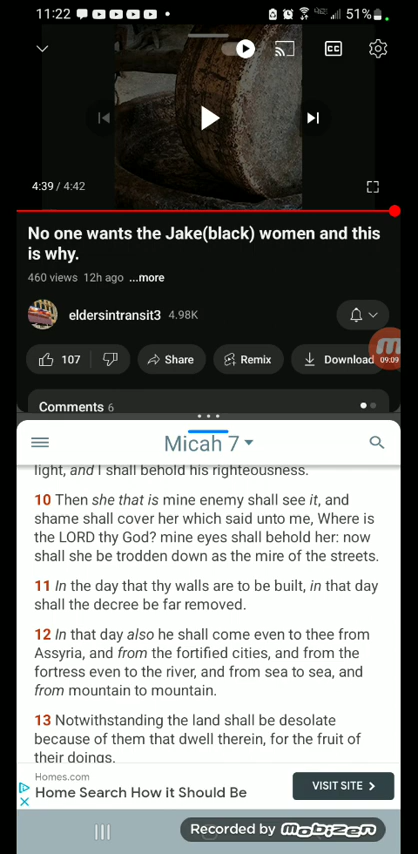 11:22 51%
CC
4:39 / 4:42
No one wants the Jake(black) women and this
is why.
460 views 12h ago ...more
eldersintransit3 4.98K
107 Share Remix Download
09:09
Comments 6
Micah 7
light, and I shall behold his righteousness.
10 Then she that is mine enemy shall see it, and
shame shall cover her which said unto me, Where is
the LORD thy God? mine eyes shall behold her: now
shall she be trodden down as the mire of the streets.
11 In the day that thy walls are to be built, in that day
shall the decree be far removed.
12 In that day also he shall come even to thee from
Assyria, and from the fortified cities, and from the
fortress even to the river, and from sea to sea, and
from mountain to mountain.
13 Notwithstanding the land shall be desolate
because of them that dwell therein, for the fruit of
their doings.
Homes.com
Home Search How it Should Be
VISIT SITE
Recorded by mobizen